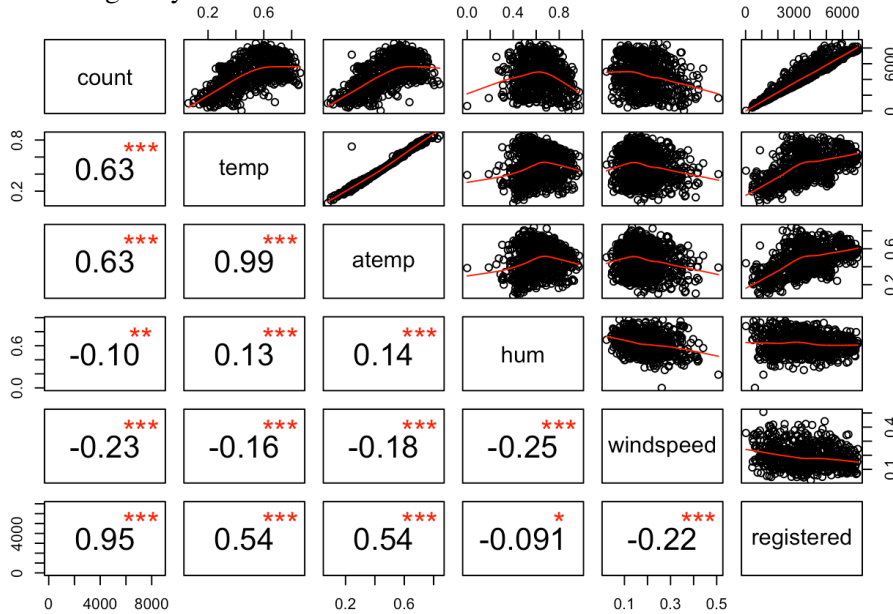 0.2 0.6 0.0 0.4 0.8 0 3000 6000
count 0 6000
0.2 0.8 0.63 *** temp
0.63 *** 0.99 *** atemp 0.2 0.6
0.0 0.6 -0.10 ** 0.13 *** 0.14 *** hum
-0.23 *** -0.16 *** -0.18 *** -0.25 *** windspeed 0.1 0.4
0 4000 0.95 *** 0.54 *** 0.54 *** -0.091 * -0.22 *** registered
0 4000 8000 0.2 0.6 0.1 0.3 0.5